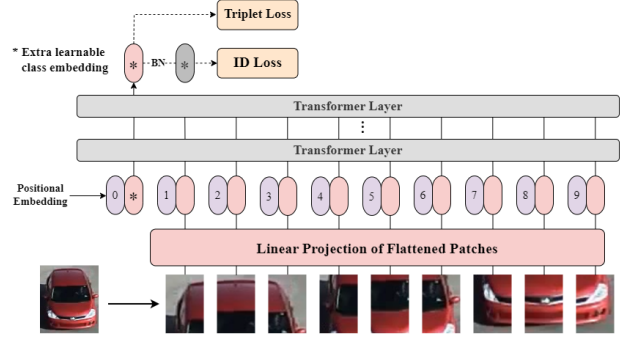 Triplet Loss
* Extra learnable
class embedding
* BN * ID Loss
Transformer Layer
⋮
Transformer Layer
Positional
Embedding
0 * 1 2 3 4 5 6 7 8 9
Linear Projection of Flattened Patches